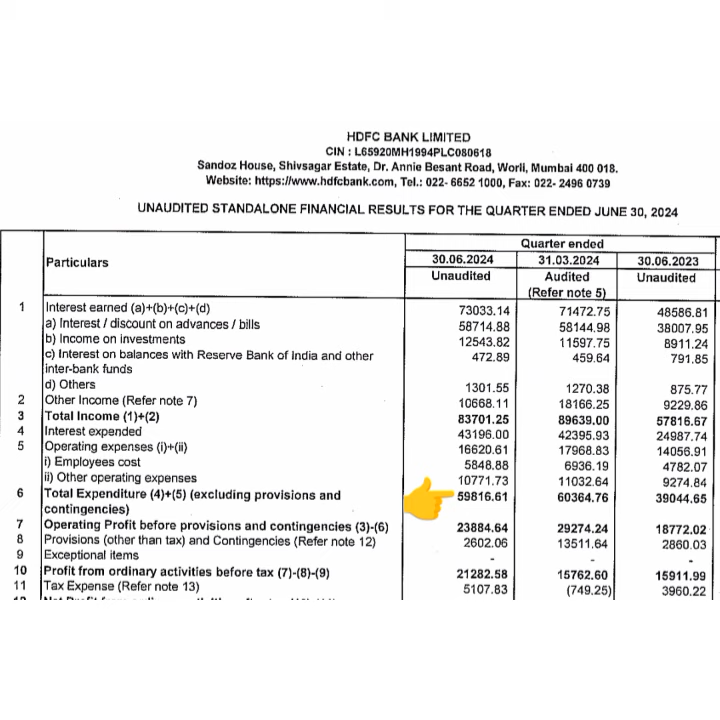 HDFC BANK LIMITED
CIN : L65920MH1994PLC080618
Sandoz House, Shivsagar Estate, Dr. Annie Besant Road, Worli, Mumbai 400 018.
Website: https://www.hdfcbank.com, Tel.: 022- 6652 1000, Fax: 022- 2496 0739
UNAUDITED STANDALONE FINANCIAL RESULTS FOR THE QUARTER ENDED JUNE 30, 2024
Quarter ended
Particulars 30.06.2024 31.03.2024 30.06.2023
Unaudited Audited Unaudited
(Refer note 5)
1 Interest earned (a)+(b)+(c)+(d) 73033.14 71472.75 48586.81
a) Interest / discount on advances / bills 58714.88 58144.98 38007.95
b) Income on investments 12543.82 11597.75 8911.24
c) Interest on balances with Reserve Bank of India and other 472.89 459.64 791.85
inter-bank funds
d) Others 1301.55 1270.38 875.77
2 Other Income (Refer note 7) 10668.11 18166.25 9229.86
3 Total Income (1)+(2) 83701.25 89639.00 57816.67
4 Interest expended 43196.00 42395.93 24987.74
5 Operating expenses (i)+(ii) 16620.61 17968.83 14056.91
i) Employees cost 5848.88 6936.19 4782.07
ii) Other operating expenses 10771.73 11032.64 9274.84
6 Total Expenditure (4)+(5) (excluding provisions and 59816.61 60364.76 39044.65
contingencies)
7 Operating Profit before provisions and contingencies (3)-(6) 23884.64 29274.24 18772.02
8 Provisions (other than tax) and Contingencies (Refer note 12) 2602.06 13511.64 2860.03
9 Exceptional items - - -
10 Profit from ordinary activities before tax (7)-(8)-(9) 21282.58 15762.60 15911.99
11 Tax Expense (Refer note 13) 5107.83 (749.25) 3960.22